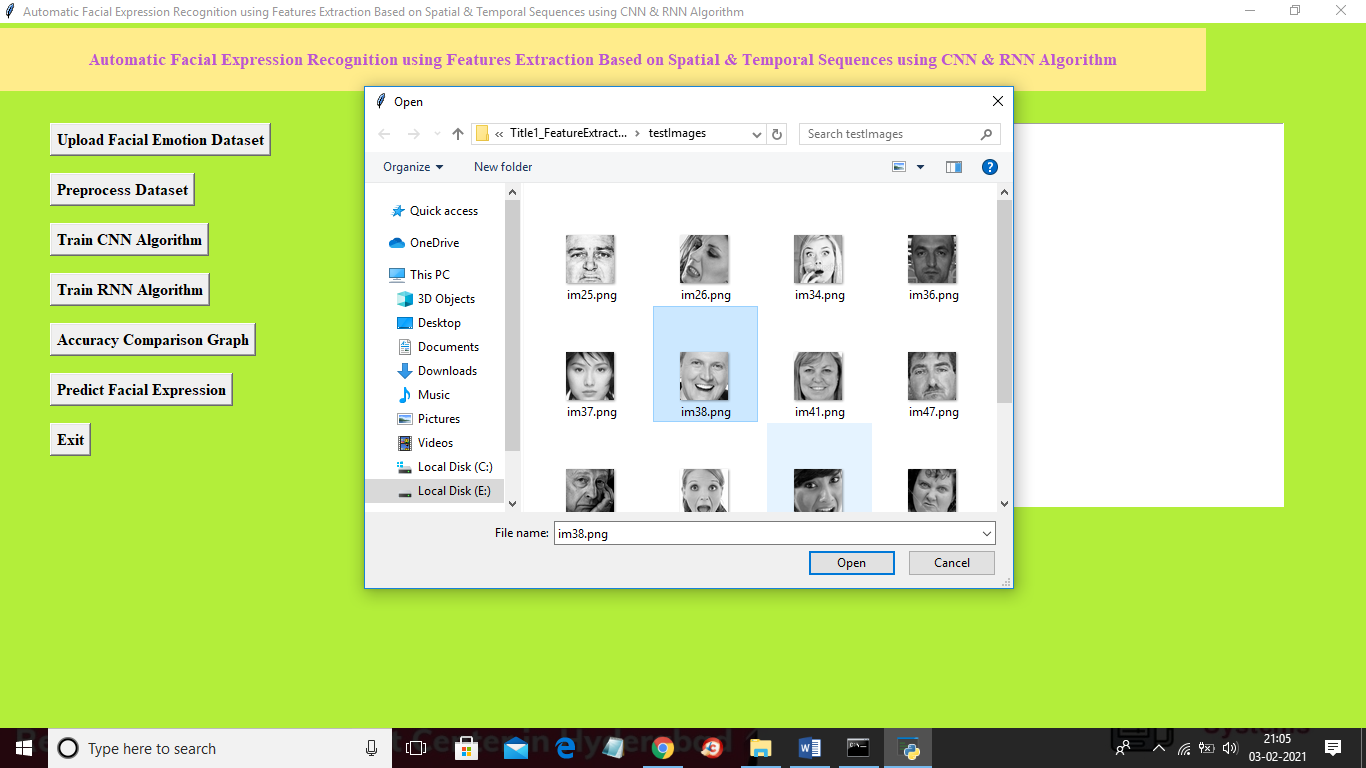 Automatic Facial Expression Recognition using Features Extraction Based on Spatial & Temporal Sequences using CNN & RNN Algorithm
Automatic Facial Expression Recognition using Features Extraction Based on Spatial & Temporal Sequences using CNN & RNN Algorithm
Upload Facial Emotion Dataset
Preprocess Dataset
Train CNN Algorithm
Train RNN Algorithm
Accuracy Comparison Graph
Predict Facial Expression
Exit
Open
« Title1_FeatureExtract... › testImages
Search testImages
Organize
New folder
Quick access
OneDrive
This PC
3D Objects
Desktop
Documents
Downloads
Music
Pictures
Videos
Local Disk (C:)
Local Disk (E:)
im25.png im26.png im34.png im36.png
im37.png im38.png im41.png im47.png
File name: im38.png
Open Cancel
Type here to search
Systems
21:05
03-02-2021